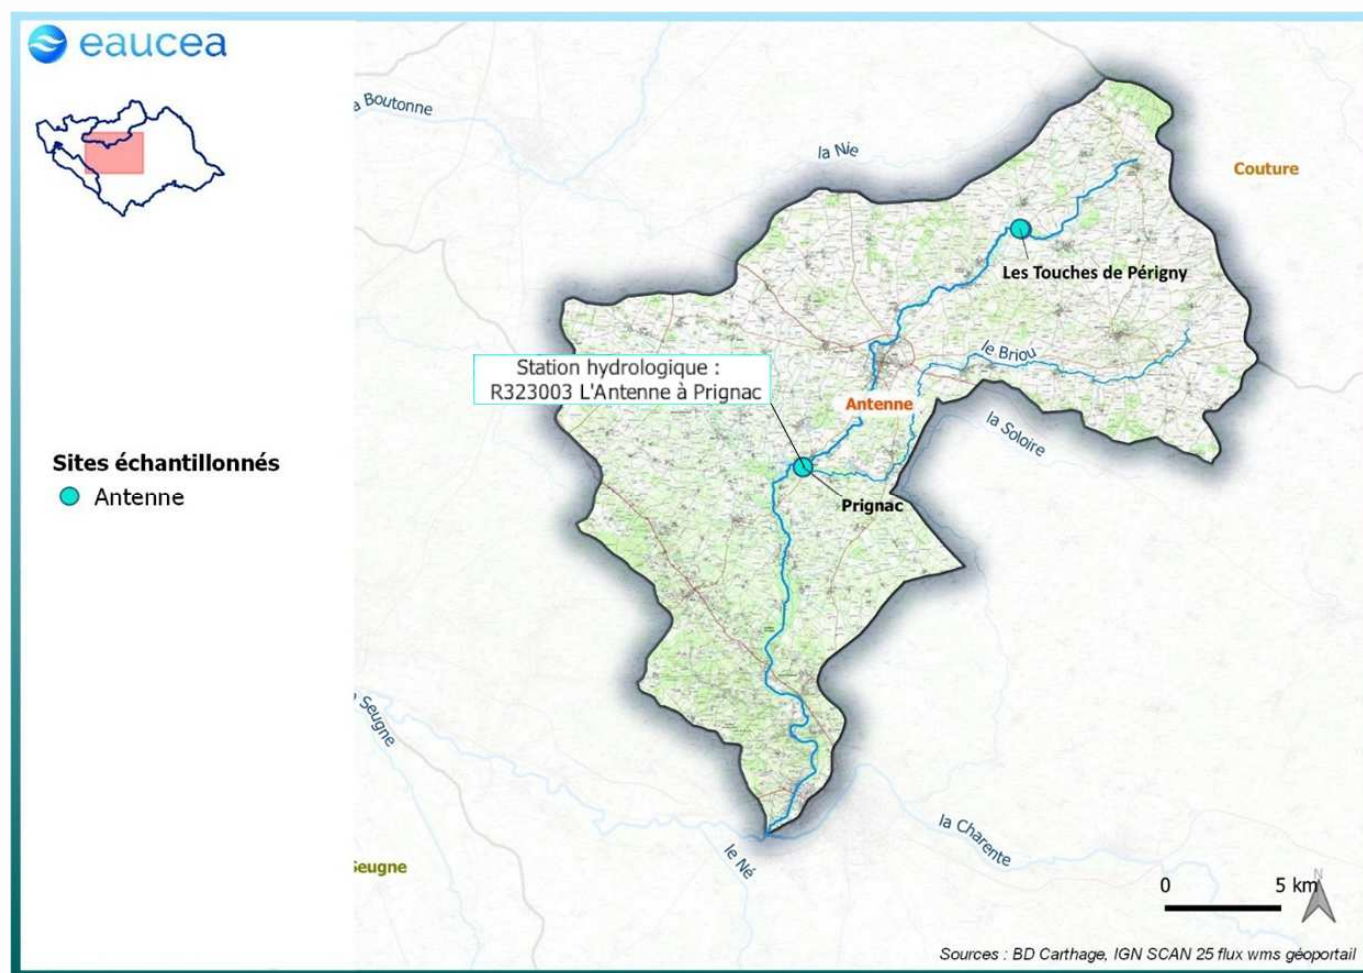 eaucea
a Boutonne
la Nie
Couture
Les Touches de Périgny
le Briou
Station hydrologique :
R323003 L'Antenne à Prignac
Antenne
la Soloire
Sites échantillonnés
Antenne
Prignac
Seugne
la Charente
le Né
Seugne
0 5 km
N
Sources : BD Carthage, IGN SCAN 25 flux wms géoportail